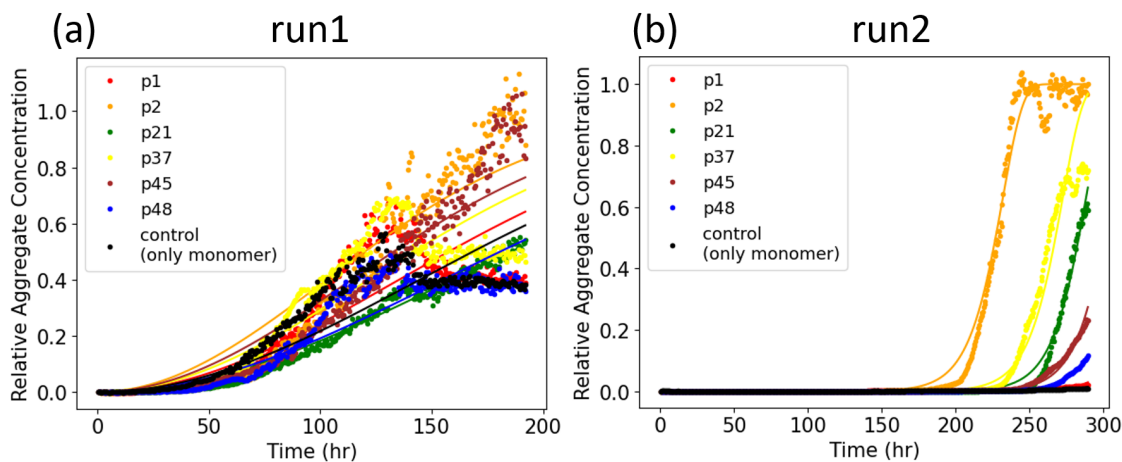 (a) run1
Relative Aggregate Concentration
1.0
0.8
0.6
0.4
0.2
0.0
p1
p2
p21
p37
p45
p48
control
(only monomer)
0 50 100 150 200
Time (hr)
(b) run2
Relative Aggregate Concentration
1.0
0.8
0.6
0.4
0.2
0.0
p1
p2
p21
p37
p45
p48
control
(only monomer)
0 50 100 150 200 250 300
Time (hr)